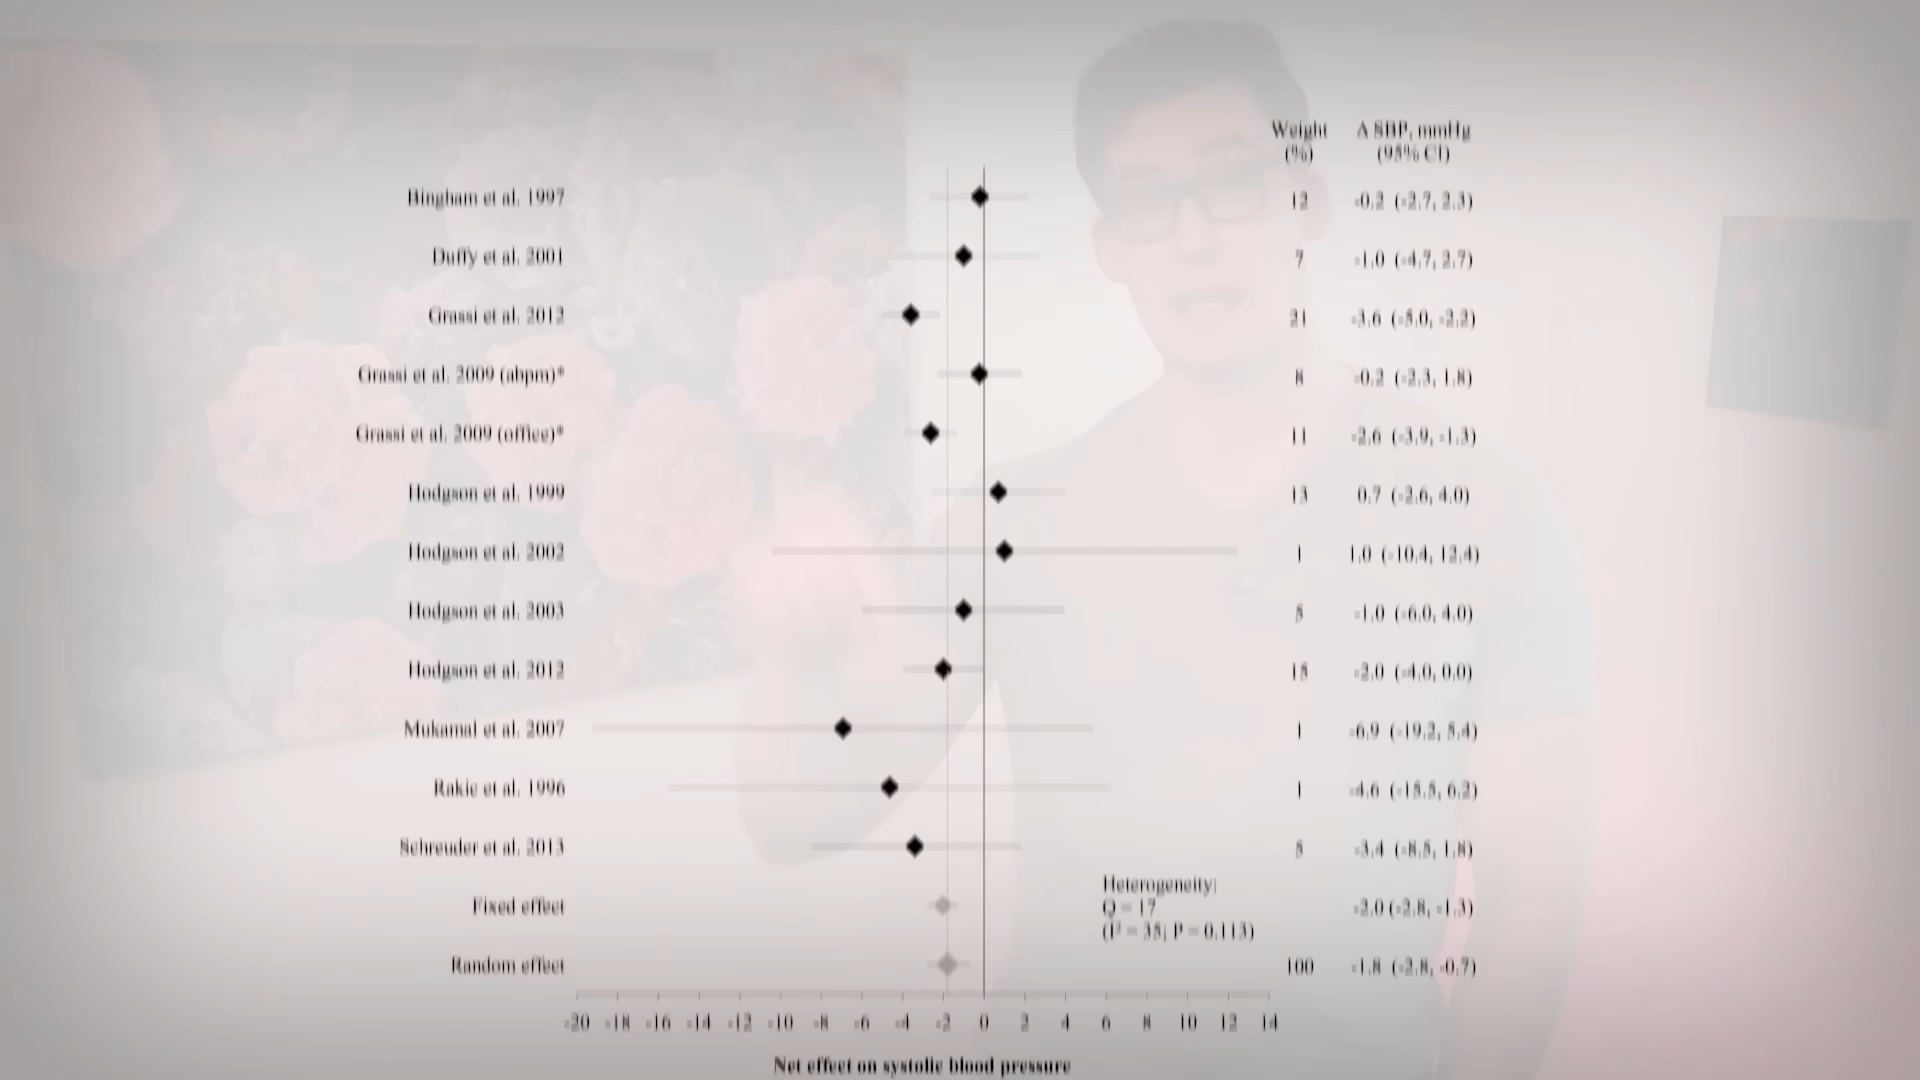 Weight Δ SBP, mmHg
(%) (95% CI)
Bingham et al. 1997 12 -0.2 (-2.7, 2.3)
Duffy et al. 2001 7 -1.0 (-4.7, 2.7)
Grassi et al. 2012 21 -3.6 (-5.0, -2.2)
Grassi et al. 2009 (abpm)* 8 -0.2 (-2.3, 1.8)
Grassi et al. 2009 (office)* 11 -2.6 (-3.9, -1.3)
Hodgson et al. 1999 13 0.7 (-2.6, 4.0)
Hodgson et al. 2002 1 1.0 (-10.4, 12.4)
Hodgson et al. 2003 5 -1.0 (-6.0, 4.0)
Hodgson et al. 2012 15 -2.0 (-4.0, 0.0)
Mukamal et al. 2007 1 -6.9 (-19.2, 5.4)
Rakic et al. 1996 1 -4.6 (-15.5, 6.2)
Schreuder et al. 2013 5 -3.4 (-8.5, 1.8)
Heterogeneity:
Fixed effect Q = 17 -2.0 (-2.8, -1.3)
(I² = 35; P = 0.113)
Random effect 100 -1.8 (-2.8, -0.7)
-20 -18 -16 -14 -12 -10 -8 -6 -4 -2 0 2 4 6 8 10 12 14
Net effect on systolic blood pressure